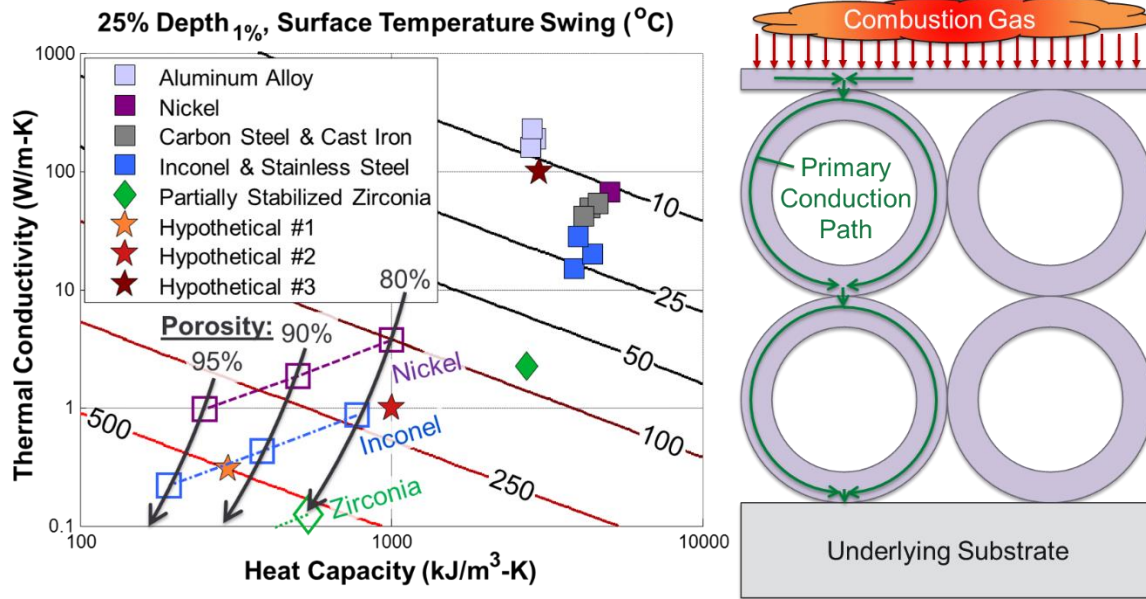 25% Depth1%, Surface Temperature Swing (oC)
Thermal Conductivity (W/m-K)
1000
100
10
1
0.1
Aluminum Alloy
Nickel
Carbon Steel & Cast Iron
Inconel & Stainless Steel
Partially Stabilized Zirconia
Hypothetical #1
Hypothetical #2
Hypothetical #3
Porosity:
95%
90%
80%
10
25
50
100
250
500
Nickel
Inconel
Zirconia
100
1000
10000
Heat Capacity (kJ/m3-K)
Combustion Gas
Primary
Conduction
Path
Underlying Substrate